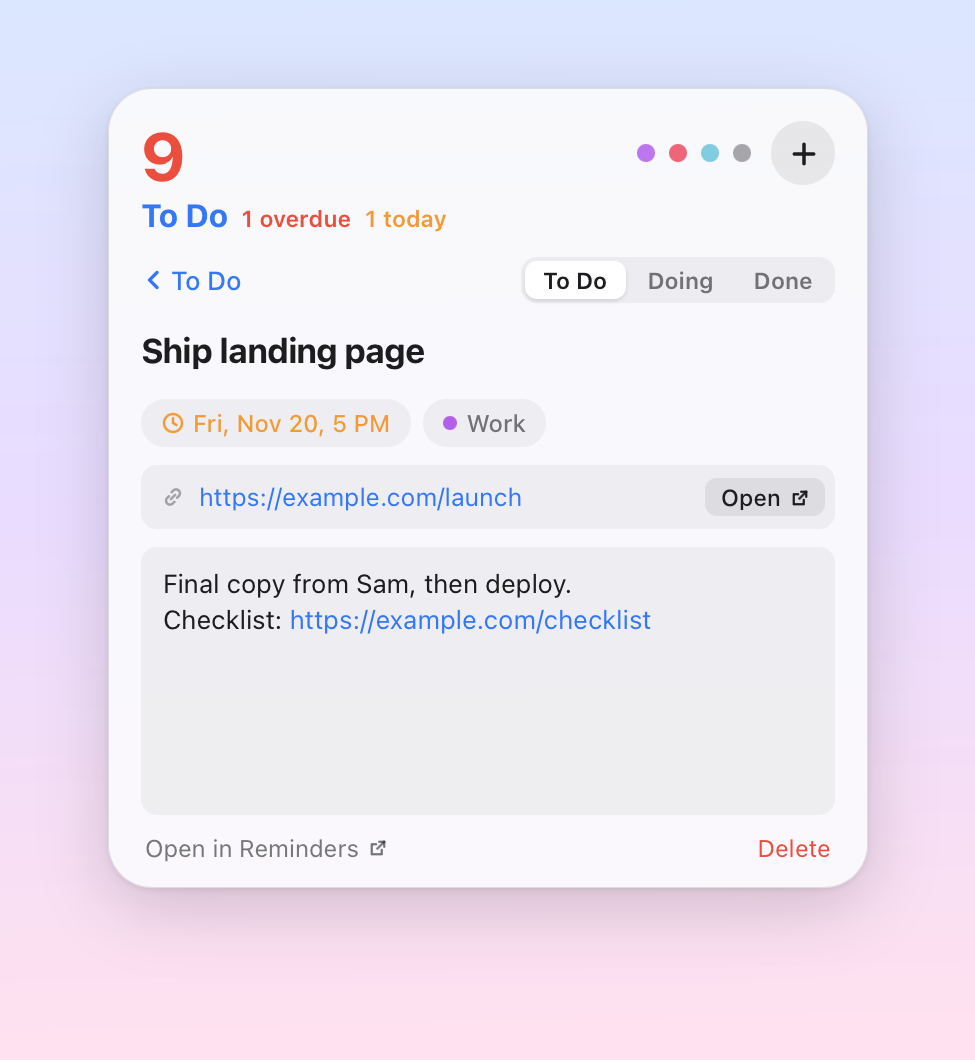 9
To Do 1 overdue 1 today
To Do
To Do Doing Done
Ship landing page
Fri, Nov 20, 5 PM
Work
https://example.com/launch
Open
Final copy from Sam, then deploy.
Checklist: https://example.com/checklist
Open in Reminders
Delete